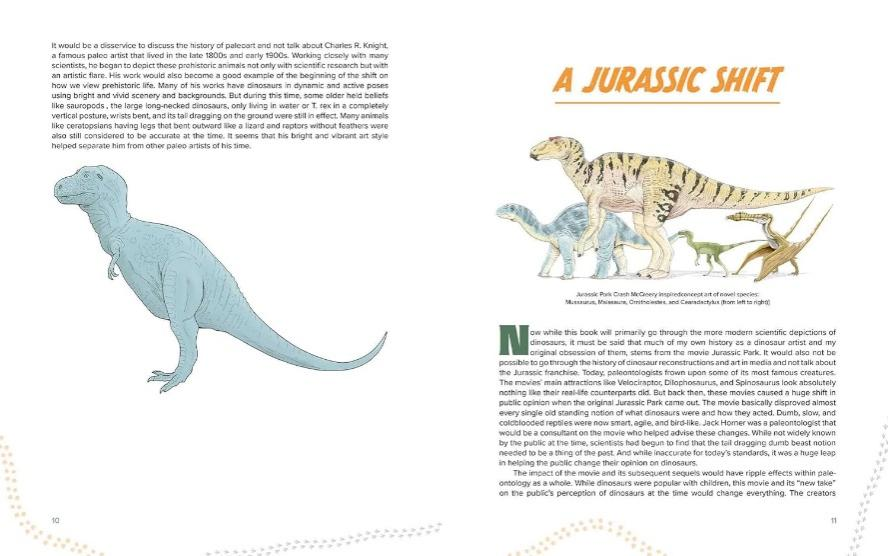 It would be a disservice to discuss the history of paleoart and not talk about Charles R. Knight,
a famous paleo artist that lived in the late 1800s and early 1900s. Working closely with many
scientists, he began to depict these prehistoric animals not only with scientific research but with
an artistic flare. His work would also become a good example of the beginning of the shift on
how we view prehistoric life. Many of his works have dinosaurs in dynamic and active poses
using bright and vivid scenery and backgrounds. But during this time, some older held beliefs
like sauropods , the large long-necked dinosaurs, only living in water or T. rex in a completely
vertical posture, wrists bent, and its tail dragging on the ground were still in effect. Many animals
like ceratopsians having legs that bent outward like a lizard and raptors without feathers were
also still considered to be accurate at the time. It seems that his bright and vibrant art style
helped separate him from other paleo artists of his time.
10
A JURASSIC SHIFT
Jurassic Park Crash McCreery inspiredconcept art of novel species:
Mussaurus, Maiasaura, Ornitholestes, and Cearadactylus (from left to right)]
Now while this book will primarily go through the more modern scientific depictions of
dinosaurs, it must be said that much of my own history as a dinosaur artist and my
original obsession of them, stems from the movie Jurassic Park. It would also not be
possible to go through the history of dinosaur reconstructions and art in media and not talk about
the Jurassic franchise. Today, paleontologists frown upon some of its most famous creatures.
The movies' main attractions like Velociraptor, Dilophosaurus, and Spinosaurus look absolutely
nothing like their real-life counterparts did. But back then, these movies caused a huge shift in
public opinion when the original Jurassic Park came out. The movie basically disproved almost
every single old standing notion of what dinosaurs were and how they acted. Dumb, slow, and
coldblooded reptiles were now smart, agile, and bird-like. Jack Horner was a paleontologist that
would be a consultant on the movie who helped advise these changes. While not widely known
by the public at the time, scientists had begun to find that the tail dragging dumb beast notion
needed to be a thing of the past. And while inaccurate for today's standards, it was a huge leap
in helping the public change their opinion on dinosaurs.
The impact of the movie and its subsequent sequels would have ripple effects within pale-
ontology as a whole. While dinosaurs were popular with children, this movie and its "new take"
on the public's perception of dinosaurs at the time would change everything. The creators
11